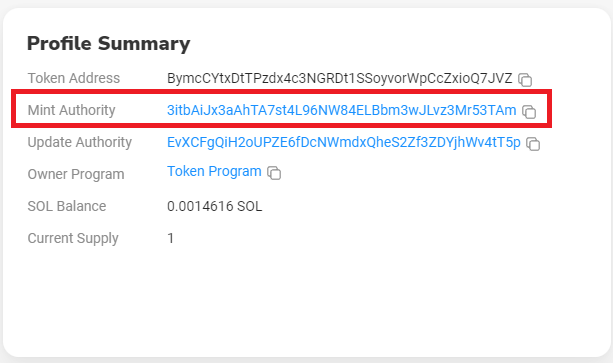 Profile Summary
Token Address BymcCYtxDtTPzdx4c3NGRDt1SSoyvorWpCcZxioQ7JVZ
Mint Authority 3itbAiJx3aAhTA7st4L96NW84ELBbm3wJLvz3Mr53TAm
Update Authority EvXCFgQiH2oUPZE6fDcNWmdxQheS2Zf3ZDYjhWv4tT5p
Owner Program Token Program
SOL Balance 0.0014616 SOL
Current Supply 1